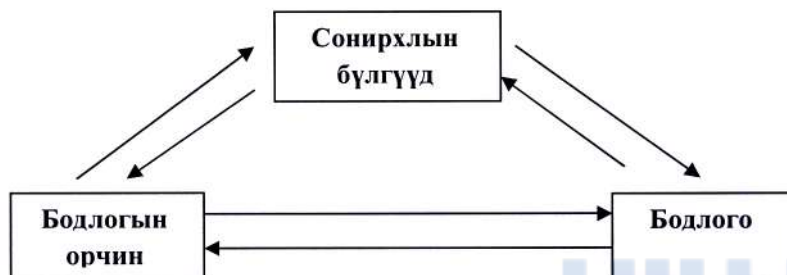 Сонирхлын
бүлгүүд
Бодлогын
орчин
Бодлого